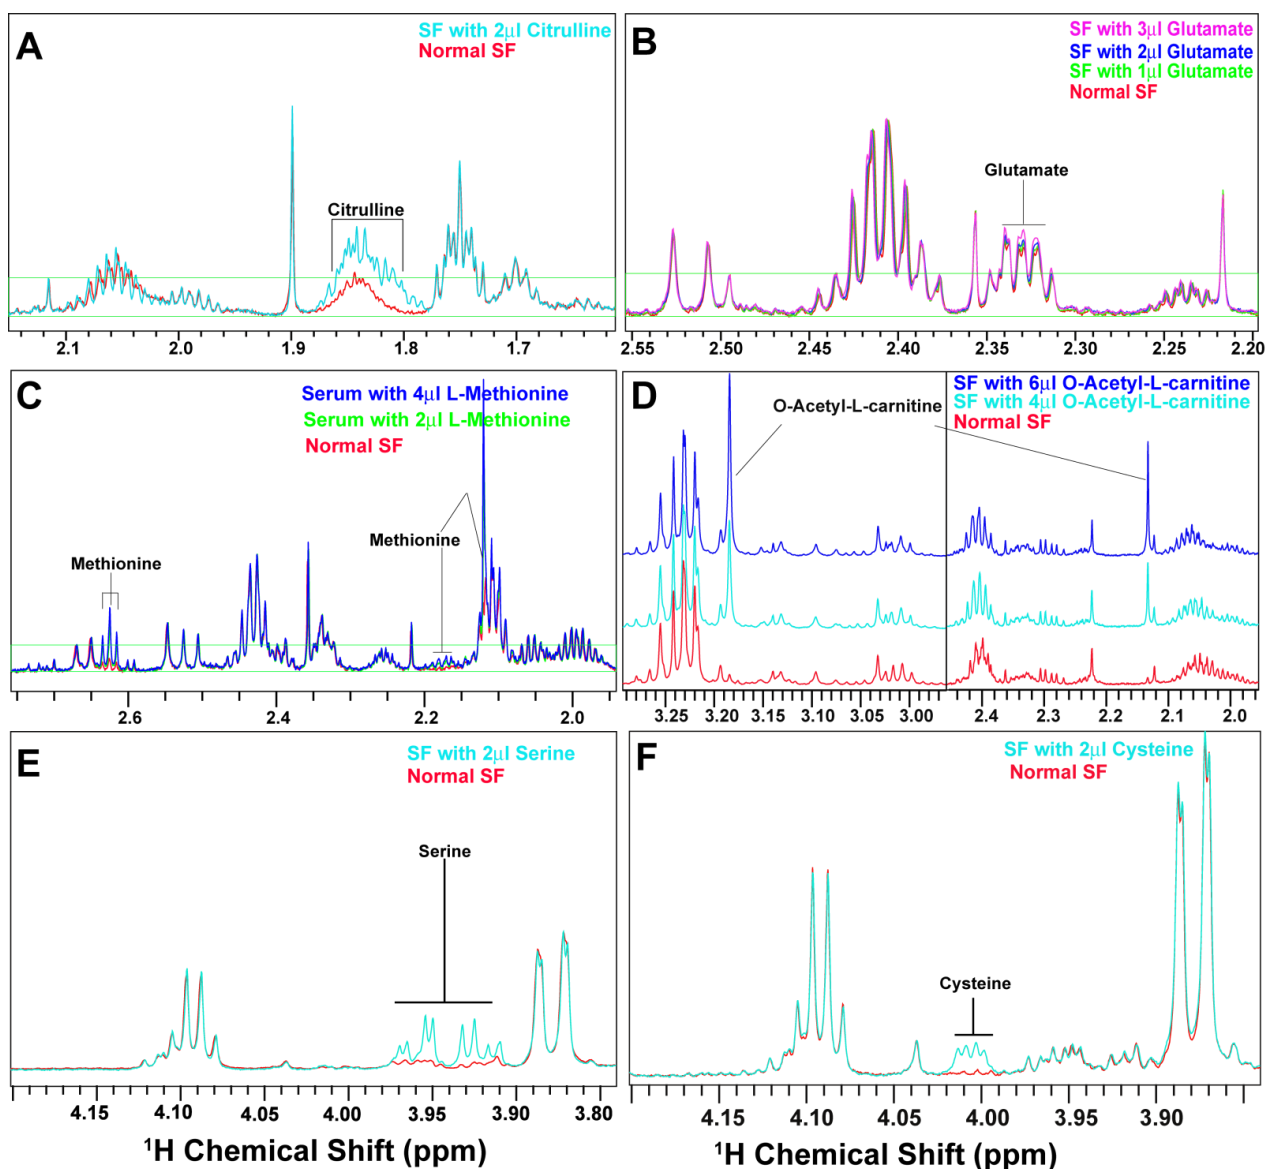 A
SF with 2μl Citrulline
Normal SF
Citrulline
2.1 2.0 1.9 1.8 1.7
B
SF with 3μl Glutamate
SF with 2μl Glutamate
SF with 1μl Glutamate
Normal SF
Glutamate
2.55 2.50 2.45 2.40 2.35 2.30 2.25 2.20
C
Serum with 4μl L-Methionine
Serum with 2μl L-Methionine
Normal SF
Methionine
Methionine
2.6 2.4 2.2 2.0
D
SF with 6μl O-Acetyl-L-carnitine
SF with 4μl O-Acetyl-L-carnitine
Normal SF
O-Acetyl-L-carnitine
3.25 3.20 3.15 3.10 3.05 3.00 2.4 2.3 2.2 2.1 2.0
E
SF with 2μl Serine
Normal SF
Serine
4.15 4.10 4.05 4.00 3.95 3.90 3.80
¹H Chemical Shift (ppm)
F
SF with 2μl Cysteine
Normal SF
Cysteine
4.15 4.10 4.05 4.00 3.95 3.90
¹H Chemical Shift (ppm)